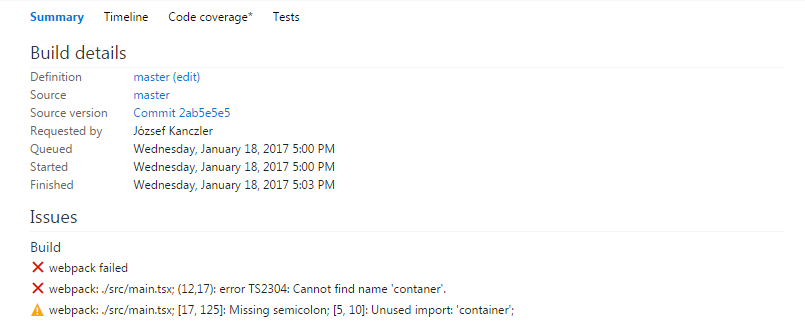 Summary Timeline Code coverage* Tests
Build details
Definition master (edit)
Source master
Source version Commit 2ab5e5e5
Requested by József Kanczler
Queued Wednesday, January 18, 2017 5:00 PM
Started Wednesday, January 18, 2017 5:00 PM
Finished Wednesday, January 18, 2017 5:03 PM
Issues
Build
webpack failed
webpack: ./src/main.tsx; (12,17): error TS2304: Cannot find name 'contaner'.
webpack: ./src/main.tsx; [17, 125]: Missing semicolon; [5, 10]: Unused import: 'container';